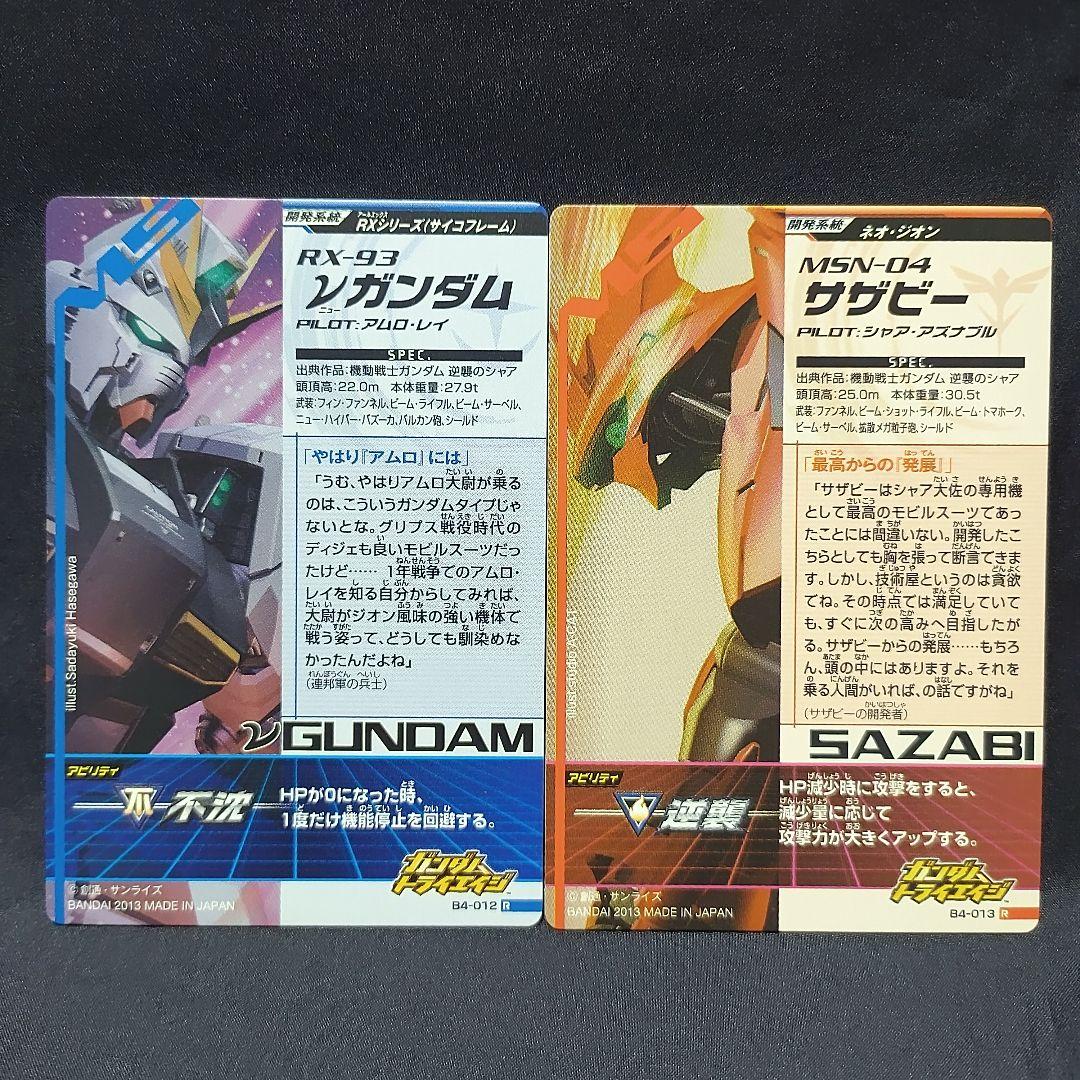 MS
開発系統
アールエックス
RXシリーズ(サイコフレーム)
RX-93
νガンダム
ニュー
PILOT:アムロ・レイ
SPEC.
出典作品:機動戦士ガンダム 逆襲のシャア
頭頂高:22.0m 本体重量:27.9t
武装:フィン・ファンネル、ビーム・ライフル、ビーム・サーベル、
ニュー・ハイパー・バズーカ、バルカン砲、シールド
「やはり『アムロ』には」
「うむ、やはりアムロ大尉が乗る
のは、こういうガンダムタイプじゃ
ないとな。グリプス戦役時代の
ディジェも良いモビルスーツだっ
たけど…… 1年戦争でのアムロ・
レイを知る自分からしてみれば、
大尉がジオン風味の強い機体で
戦う姿って、どうしても馴染めな
かったんだよね」
(連邦軍の兵士)
illust.Sadayuki Hasegawa
νGUNDAM
アビリティ
不沈
HPが0になった時、
1度だけ機能停止を回避する。
ガンダム
トライエイジ
©創通・サンライズ
BANDAI 2013 MADE IN JAPAN
B4-012 R
開発系統
ネオ・ジオン
MSN-04
サザビー
PILOT:シャア・アズナブル
SPEC.
出典作品:機動戦士ガンダム 逆襲のシャア
頭頂高:25.0m 本体重量:30.5t
武装:ファンネル、ビーム・ショット・ライフル、ビーム・トマホーク、
ビーム・サーベル、拡散メガ粒子砲、シールド
「最高からの『発展』」
「サザビーはシャア大佐の専用機
として最高のモビルスーツであっ
たことには間違いない。開発したこ
ちらとしても胸を張って断言できま
す。しかし、技術屋というのは貪欲
でね。その時点では満足していて
も、すぐに次の高みへ目指したが
る。サザビーからの発展……もちろ
ん、頭の中にはありますよ。それを
乗る人間がいれば、の話ですがね」
(サザビーの開発者)
SAZABI
アビリティ
逆襲
HP減少時に攻撃をすると、
減少量に応じて
攻撃力が大きくアップする。
ガンダム
トライエイジ
©創通・サンライズ
BANDAI 2013 MADE IN JAPAN
B4-013 R